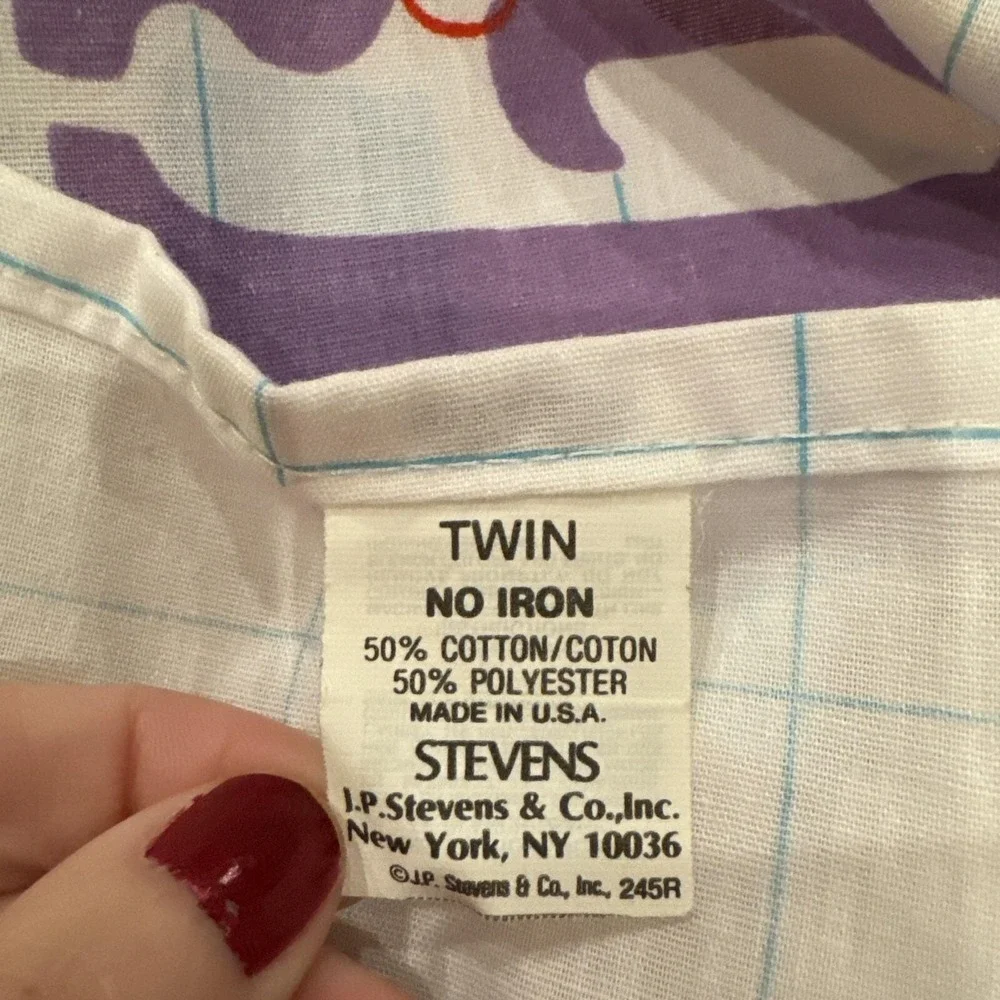 TWIN
NO IRON
50% COTTON/COTON
50% POLYESTER
MADE IN U.S.A.
STEVENS
J.P.Stevens & Co.,Inc.
New York, NY 10036
©J.P. Stevens & Co., Inc., 245R